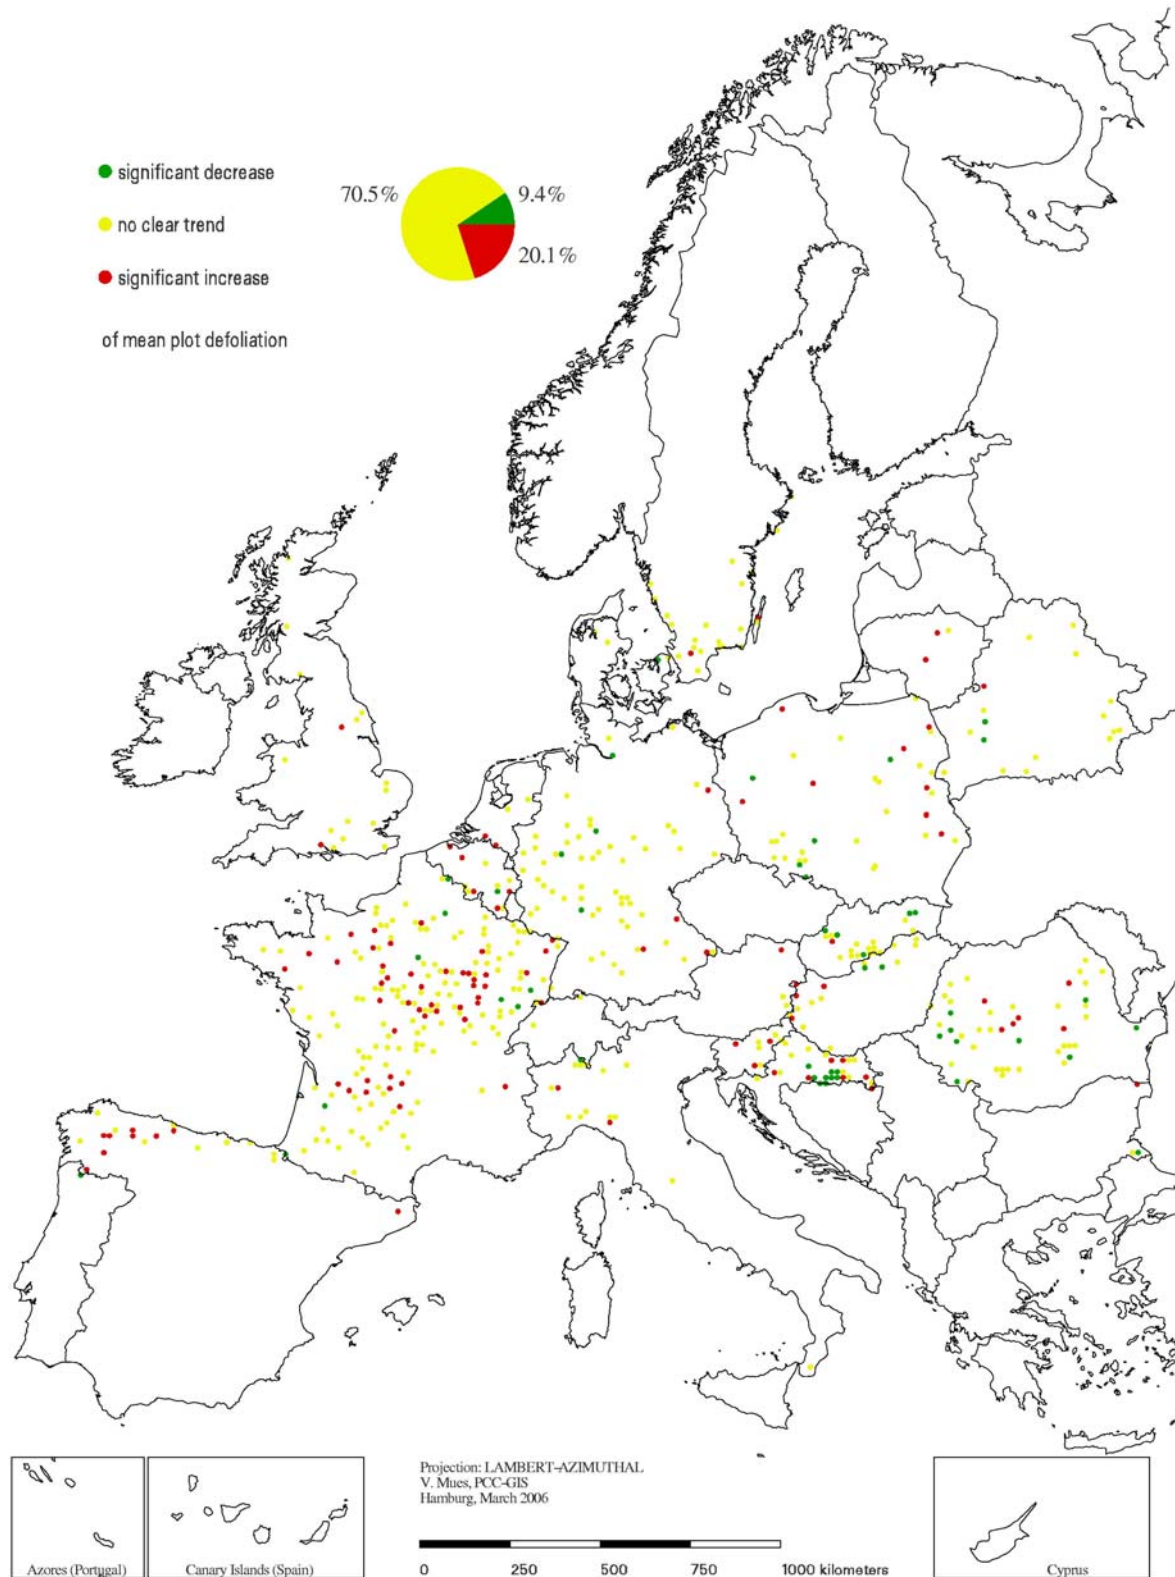 significant decrease
70.5%
9.4%
no clear trend
20.1%
significant increase
of mean plot defoliation
Projection: LAMBERT-AZIMUTHAL
V. Mues, PCC-GIS
Hamburg, March 2006
Azores (Portugal)
Canary Islands (Spain)
0 250 500 750 1000 kilometers
Cyprus